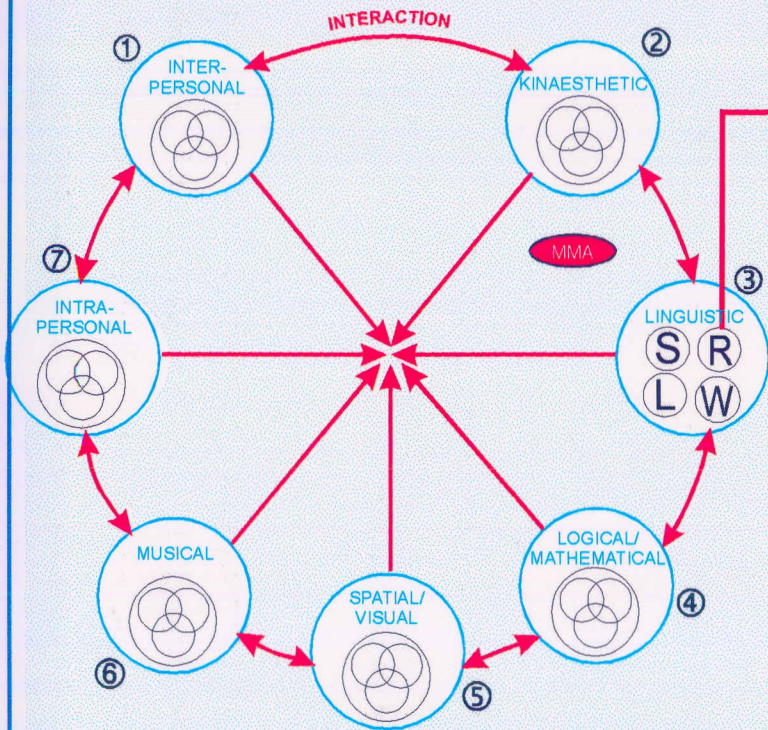 INTERACTION
①
INTER-
PERSONAL
②
KINAESTHETIC
MMA
③
LINGUISTIC
S R
L W
⑦
INTRA-
PERSONAL
LOGICAL/
MATHEMATICAL
④
MUSICAL
⑥
SPATIAL/
VISUAL
⑤